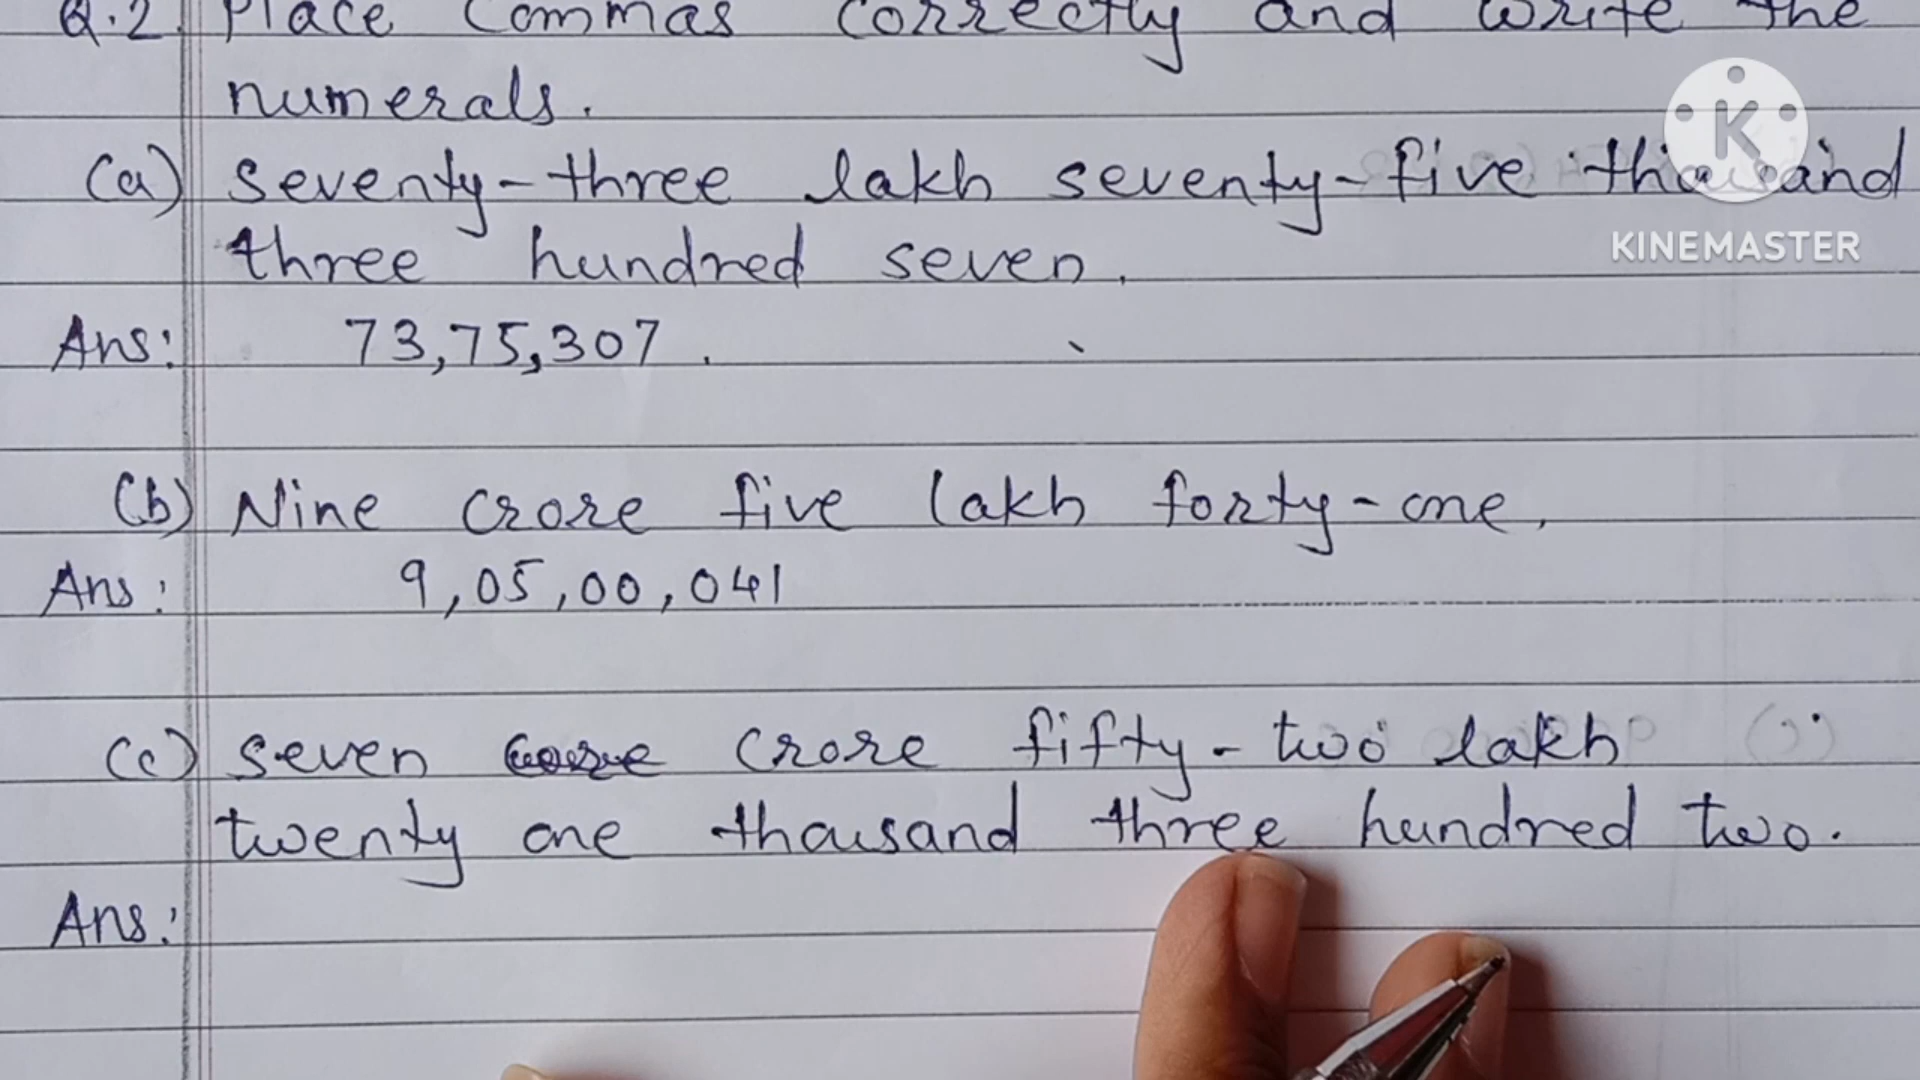 Q.2 Place Commas correctly and write the
numerals.
(a) seventy-three lakh seventy-five thousand
three hundred seven.
Ans: 73,75,307.
(b) Nine crore five lakh forty-one.
Ans: 9,05,00,041
(c) seven crore fifty-two lakh
twenty one thousand three hundred two.
Ans:
K
KINEMASTER